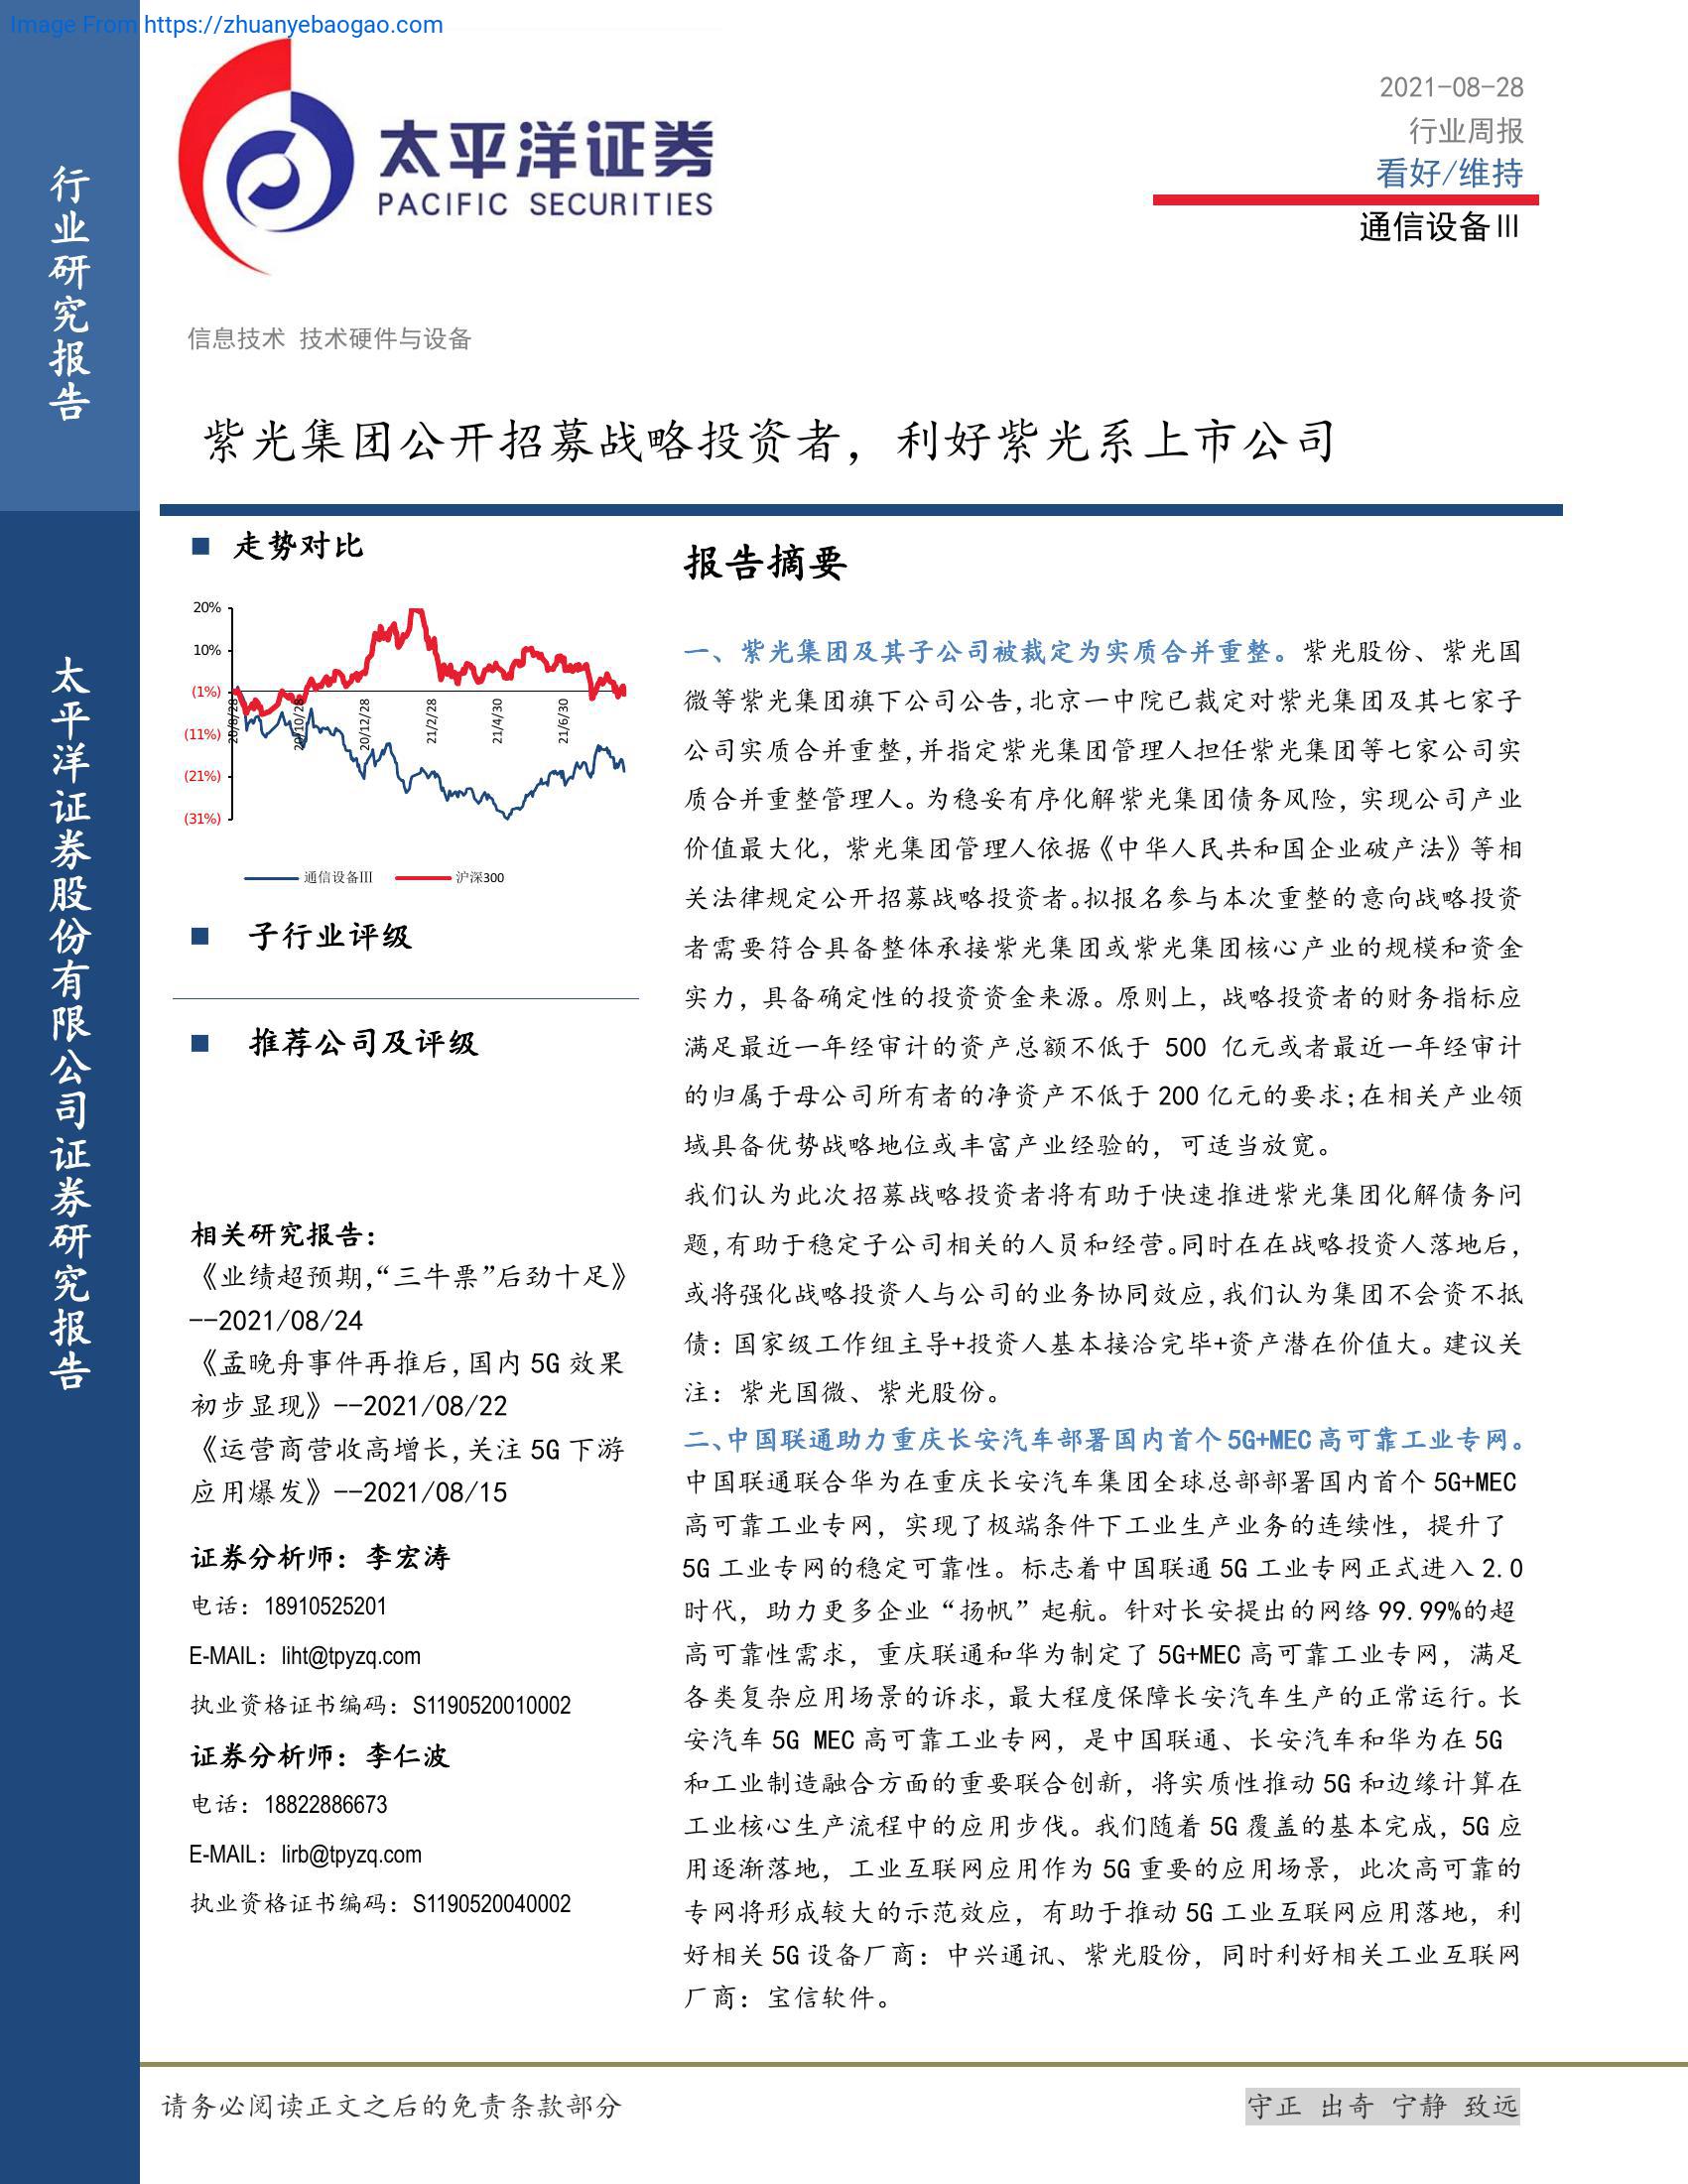 Image From https://zhuanyebaogao.com
行业研究报告
太平洋证券股份有限公司证券研究报告
太平洋证券
PACIFIC SECURITIES
2021-08-28
行业周报
看好/维持
通信设备Ⅲ
信息技术 技术硬件与设备
紫光集团公开招募战略投资者，利好紫光系上市公司
■ 走势对比
20%
10%
(1%)
(11%)
(21%)
(31%)
20/8/28
20/10/28
20/12/28
21/2/28
21/4/30
21/6/30
通信设备Ⅲ 沪深300
■ 子行业评级
■ 推荐公司及评级
相关研究报告：
《业绩超预期,“三牛票”后劲十足》
--2021/08/24
《孟晚舟事件再推后,国内 5G 效果
初步显现》--2021/08/22
《运营商营收高增长,关注 5G 下游
应用爆发》--2021/08/15
证券分析师：李宏涛
电话：18910525201
E-MAIL：liht@tpyzq.com
执业资格证书编码：S1190520010002
证券分析师：李仁波
电话：18822886673
E-MAIL：lirb@tpyzq.com
执业资格证书编码：S1190520040002
报告摘要
一、紫光集团及其子公司被裁定为实质合并重整。紫光股份、紫光国
微等紫光集团旗下公司公告,北京一中院已裁定对紫光集团及其七家子
公司实质合并重整,并指定紫光集团管理人担任紫光集团等七家公司实
质合并重整管理人。为稳妥有序化解紫光集团债务风险，实现公司产业
价值最大化，紫光集团管理人依据《中华人民共和国企业破产法》等相
关法律规定公开招募战略投资者。拟报名参与本次重整的意向战略投资
者需要符合具备整体承接紫光集团或紫光集团核心产业的规模和资金
实力，具备确定性的投资资金来源。原则上，战略投资者的财务指标应
满足最近一年经审计的资产总额不低于 500 亿元或者最近一年经审计
的归属于母公司所有者的净资产不低于 200 亿元的要求;在相关产业领
域具备优势战略地位或丰富产业经验的，可适当放宽。
我们认为此次招募战略投资者将有助于快速推进紫光集团化解债务问
题,有助于稳定子公司相关的人员和经营。同时在在战略投资人落地后，
或将强化战略投资人与公司的业务协同效应,我们认为集团不会资不抵
债：国家级工作组主导+投资人基本接洽完毕+资产潜在价值大。建议关
注：紫光国微、紫光股份。
二、中国联通助力重庆长安汽车部署国内首个 5G+MEC 高可靠工业专网。
中国联通联合华为在重庆长安汽车集团全球总部部署国内首个 5G+MEC
高可靠工业专网，实现了极端条件下工业生产业务的连续性，提升了
5G 工业专网的稳定可靠性。标志着中国联通 5G 工业专网正式进入 2.0
时代，助力更多企业“扬帆”起航。针对长安提出的网络 99.99%的超
高可靠性需求，重庆联通和华为制定了 5G+MEC 高可靠工业专网，满足
各类复杂应用场景的诉求，最大程度保障长安汽车生产的正常运行。长
安汽车 5G MEC 高可靠工业专网，是中国联通、长安汽车和华为在 5G
和工业制造融合方面的重要联合创新，将实质性推动 5G 和边缘计算在
工业核心生产流程中的应用步伐。我们随着 5G 覆盖的基本完成，5G 应
用逐渐落地，工业互联网应用作为 5G 重要的应用场景，此次高可靠的
专网将形成较大的示范效应，有助于推动 5G 工业互联网应用落地，利
好相关 5G 设备厂商：中兴通讯、紫光股份，同时利好相关工业互联网
厂商：宝信软件。
请务必阅读正文之后的免责条款部分
守正 出奇 宁静 致远